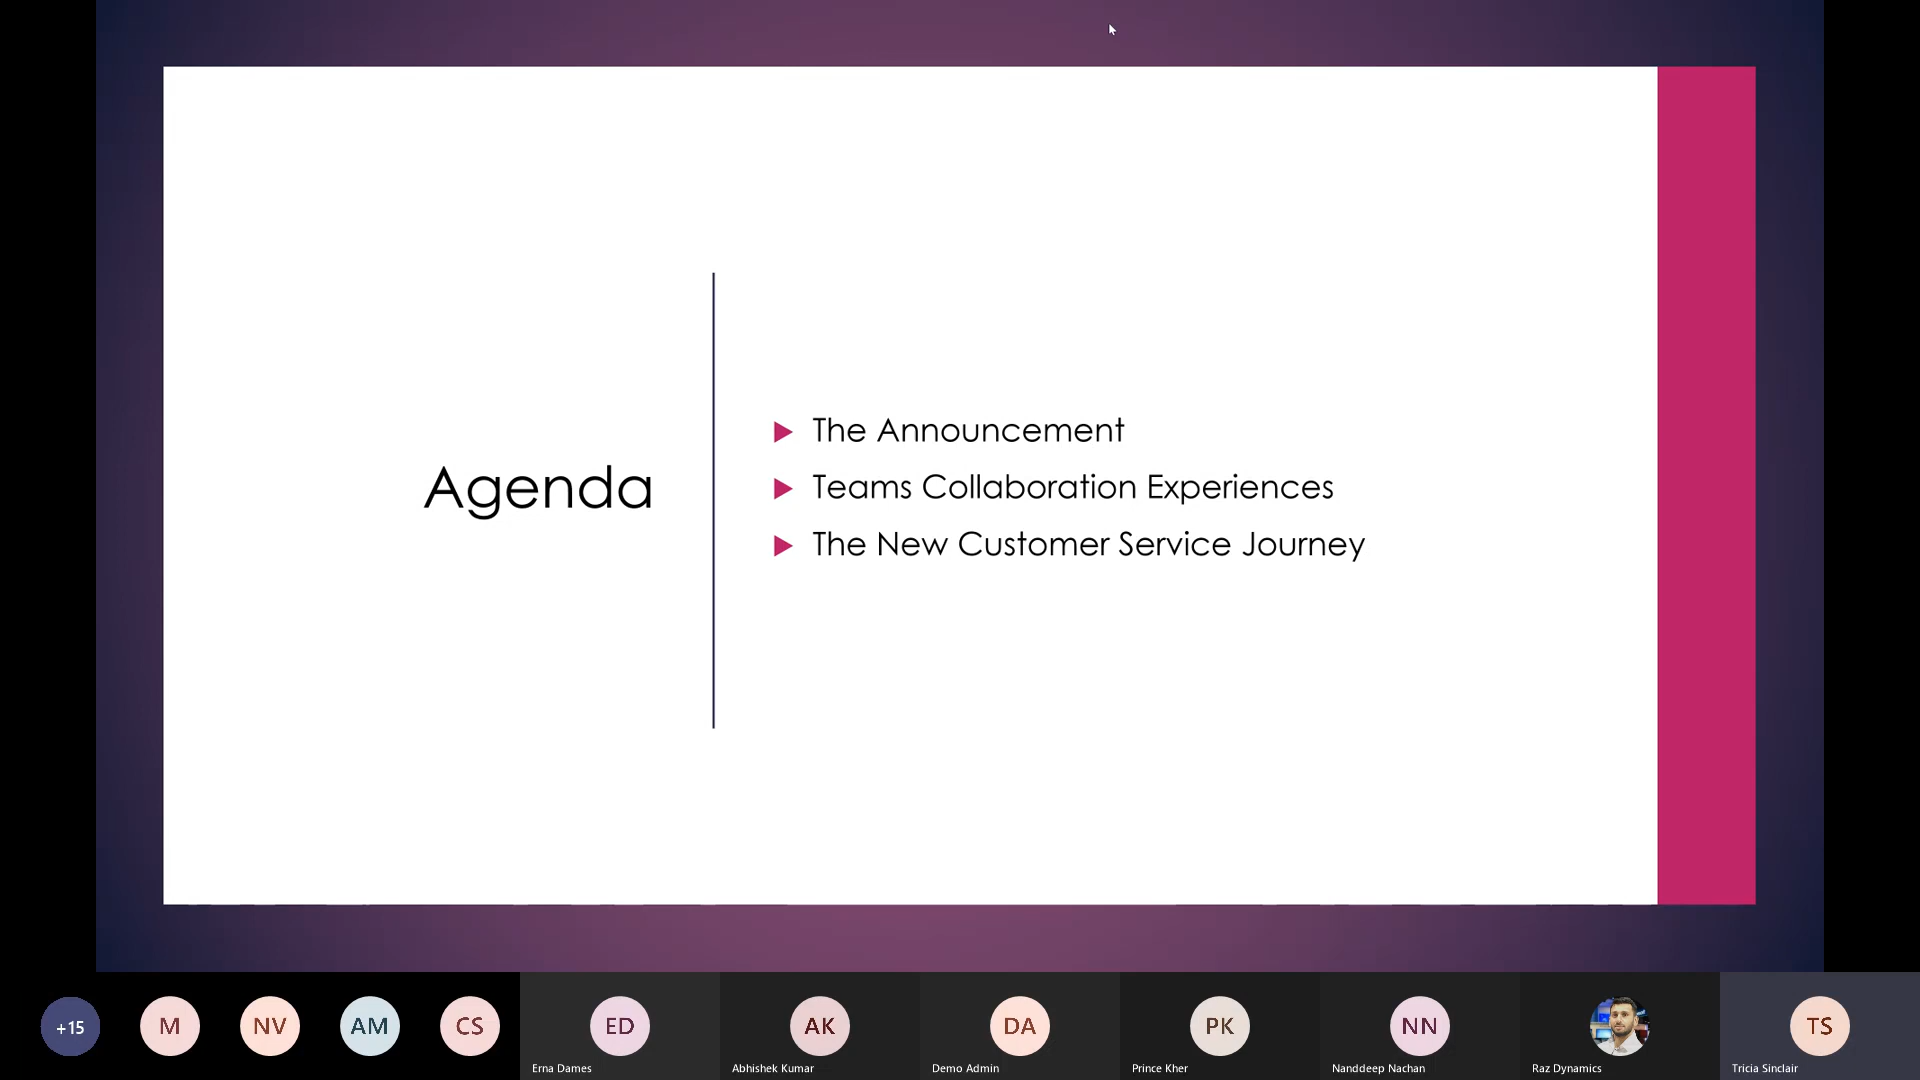 Agenda
The Announcement
Teams Collaboration Experiences
The New Customer Service Journey
+15
M
NV
AM
CS
ED
AK
DA
PK
NN
TS
Erna Dames
Abhishek Kumar
Demo Admin
Prince Kher
Nanddeep Nachan
Raz Dynamics
Tricia Sinclair